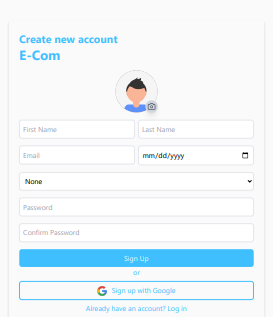 Create new account
E-Com
First Name Last Name
Email mm/dd/yyyy
None
Password
Confirm Password
Sign Up
or
Sign up with Google
Already have an account? Log in